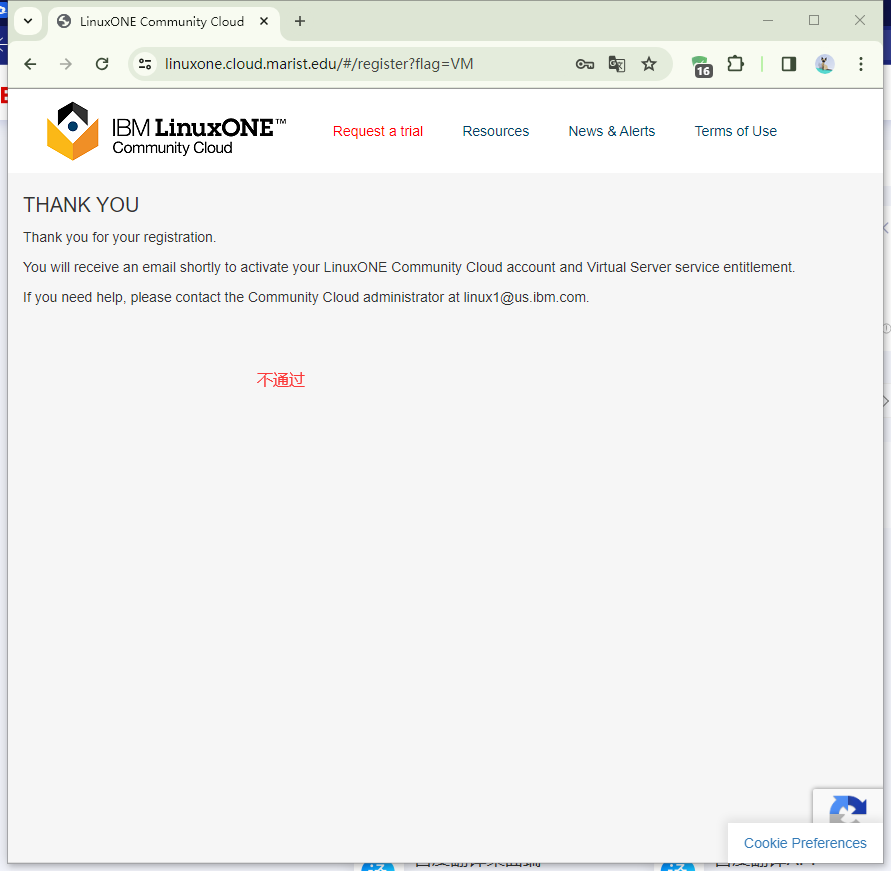 LinuxONE Community Cloud
linuxone.cloud.marist.edu/#/register?flag=VM
16
IBM LinuxONE™
Community Cloud
Request a trial
Resources
News & Alerts
Terms of Use
THANK YOU
Thank you for your registration.
You will receive an email shortly to activate your LinuxONE Community Cloud account and Virtual Server service entitlement.
If you need help, please contact the Community Cloud administrator at linux1@us.ibm.com.
不通过
Cookie Preferences